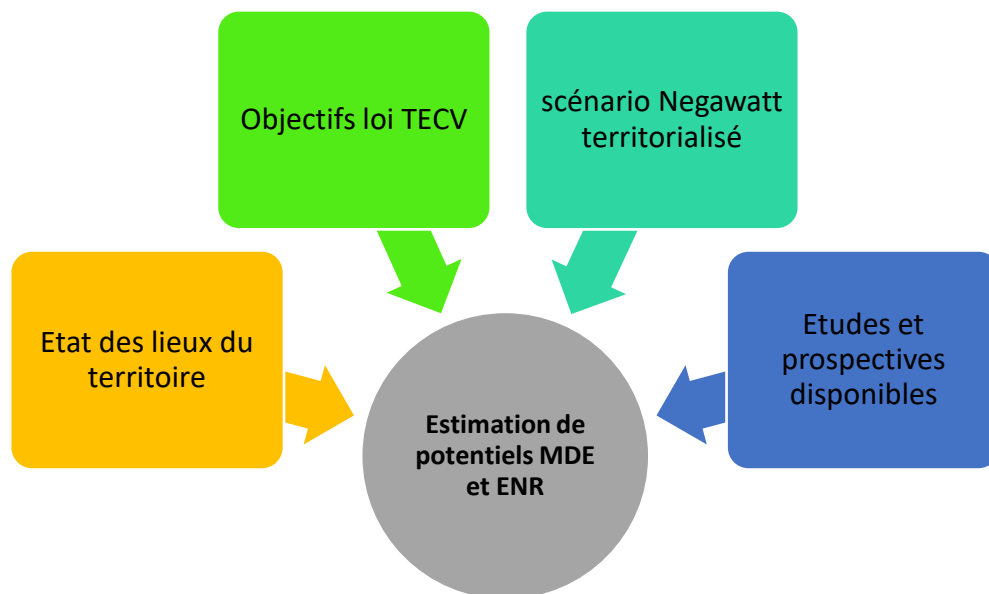 Objectifs loi TECV
scénario Negawatt
territorialisé
Etat des lieux du
territoire
Etudes et
prospectives
disponibles
Estimation de
potentiels MDE
et ENR